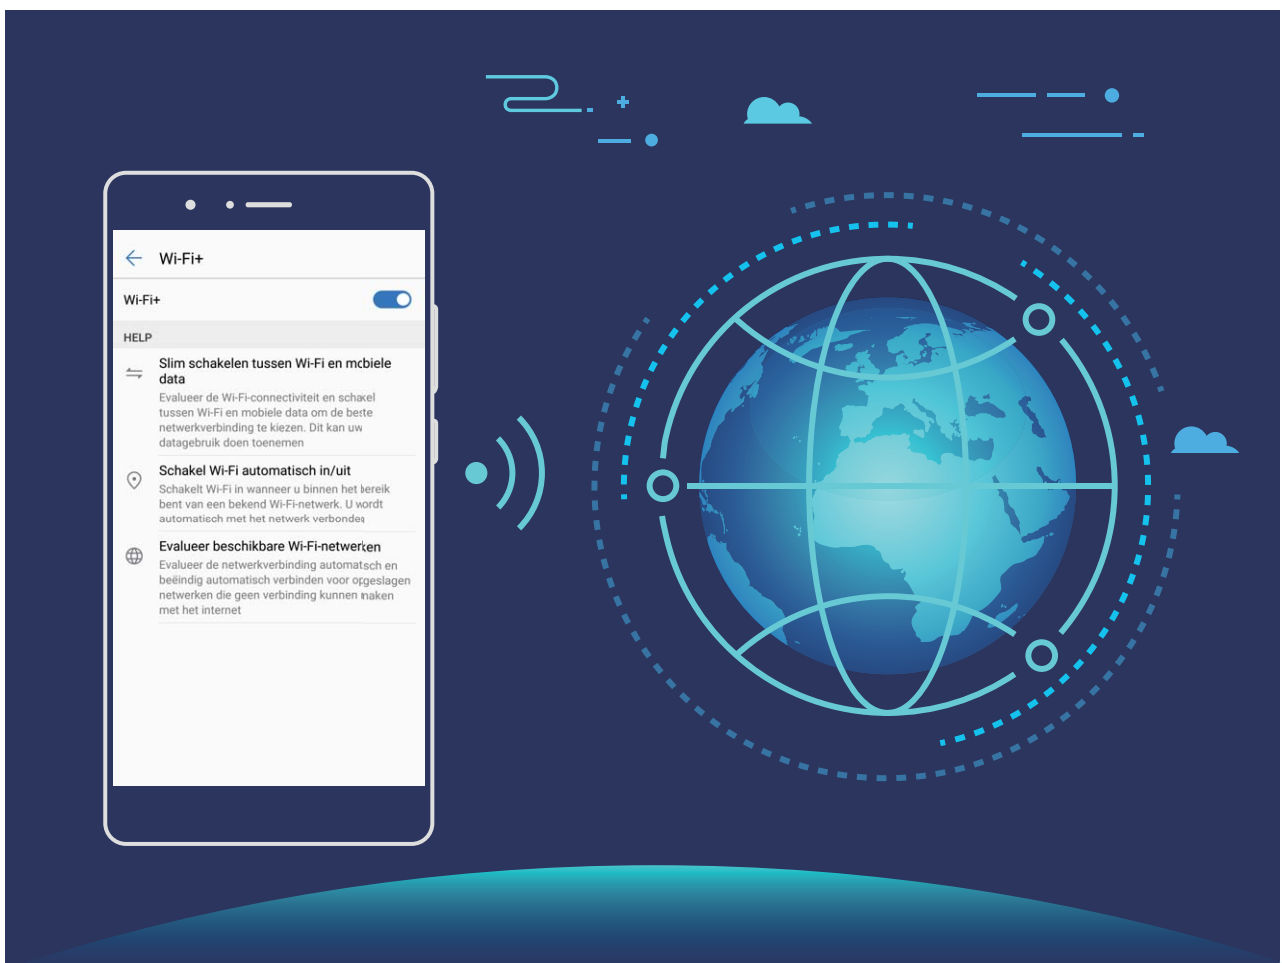 Wi-Fi+
Wi-Fi+
HELP
Slim schakelen tussen Wi-Fi en mobiele
data
Evalueer de Wi-Fi-connectiviteit en schakel
tussen Wi-Fi en mobiele data om de beste
netwerkverbinding te kiezen. Dit kan uw
datagebruik doen toenemen
Schakel Wi-Fi automatisch in/uit
Schakelt Wi-Fi in wanneer u binnen het bereik
bent van een bekend Wi-Fi-netwerk. U wordt
automatisch met het netwerk verbonden
Evalueer beschikbare Wi-Fi-netwerken
Evalueer de netwerkverbinding automatisch en
beëindig automatisch verbinden voor opgeslagen
netwerken die geen verbinding kunnen maken
met het internet